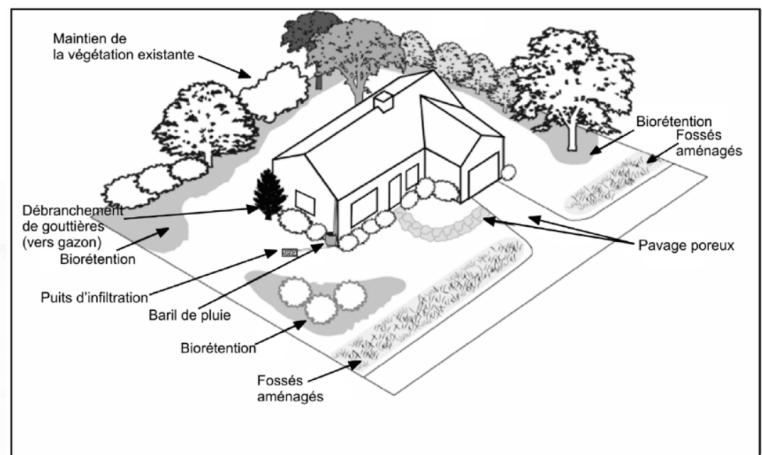 Maintien de
la végétation existante
Biorétention
Fossés
aménagés
Débranchement
de gouttières
(vers gazon)
Biorétention
Pavage poreux
Puits d'infiltration
Baril de pluie
Biorétention
Fossés
aménagés